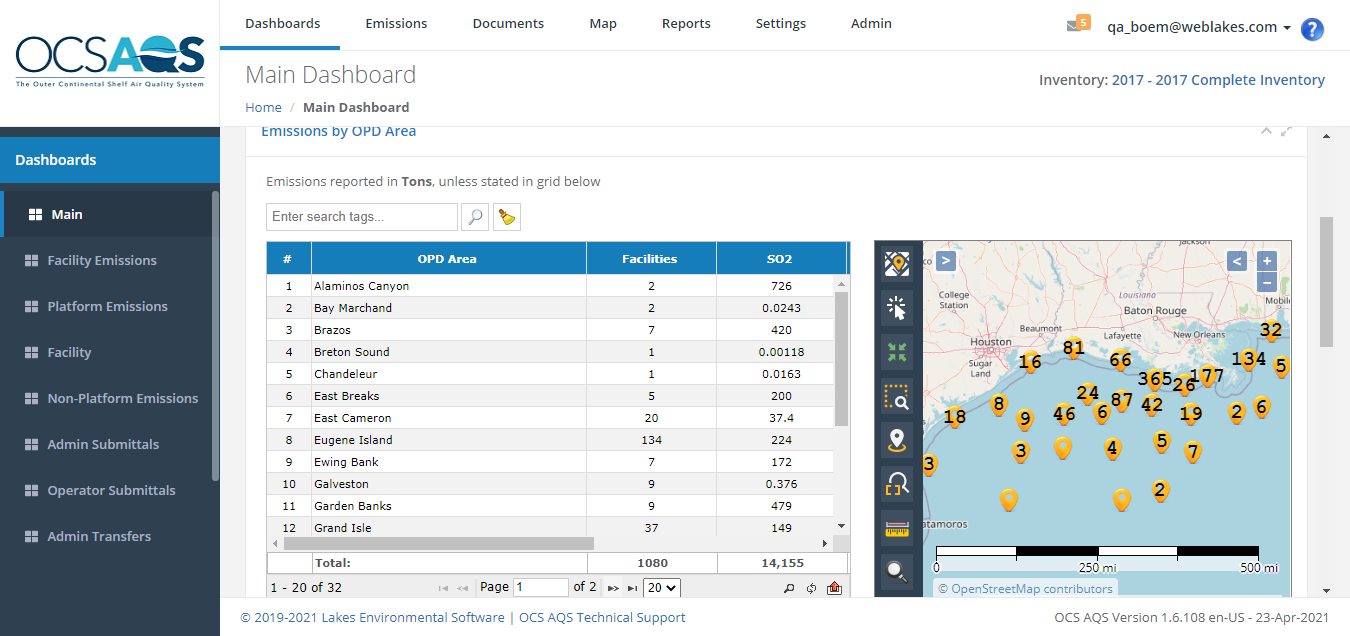 OCSAQS
The Outer Continental Shelf Air Quality System
Dashboards Emissions Documents Map Reports Settings Admin
5 qa_boem@weblakes.com ?
Main Dashboard
Inventory: 2017 - 2017 Complete Inventory
Home / Main Dashboard
Dashboards
Main
Facility Emissions
Platform Emissions
Facility
Non-Platform Emissions
Admin Submittals
Operator Submittals
Admin Transfers
Emissions by OPD Area
Emissions reported in Tons, unless stated in grid below
Enter search tags...
# OPD Area Facilities SO2
1 Alaminos Canyon 2 726
2 Bay Marchand 2 0.0243
3 Brazos 7 420
4 Breton Sound 1 0.00118
5 Chandeleur 1 0.0163
6 East Breaks 5 200
7 East Cameron 20 37.4
8 Eugene Island 134 224
9 Ewing Bank 7 172
10 Galveston 9 0.376
11 Garden Banks 9 479
12 Grand Isle 37 149
Total: 1080 14,155
1 - 20 of 32 Page 1 of 2 20
Jackson
co > < +
−
College
Station
Louisiana
Mobil
Baton Rouge
Beaumont
Lafayette
New Orleans
Houston
Sugar
Land
32
81
16
66
134
5
365
26
177
24
87
42
8
46
6
19
2
6
18
9
3
4
5
7
3
2
atamoros
0 250 mi 500 mi
© OpenStreetMap contributors
© 2019-2021 Lakes Environmental Software | OCS AQS Technical Support
OCS AQS Version 1.6.108 en-US - 23-Apr-2021